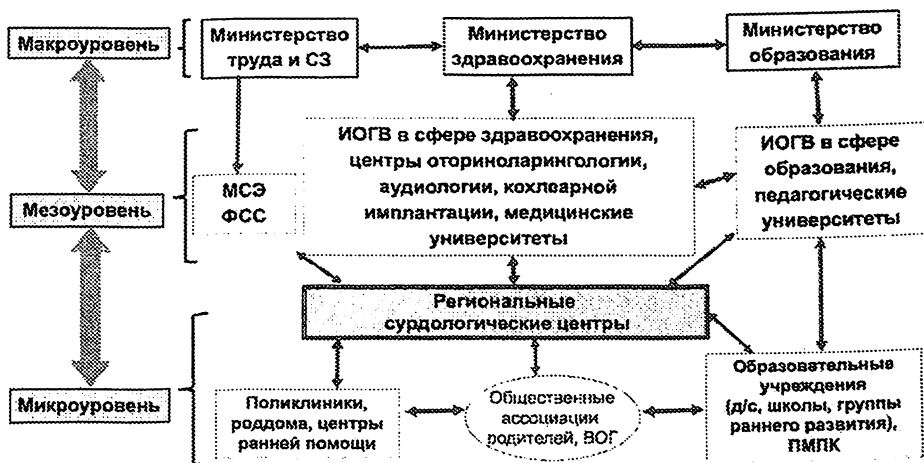 Макроуровень
Министерство
труда и СЗ
Министерство
здравоохранения
Министерство
образования
Мезоуровень
МСЭ
ФСС
ИОГВ в сфере здравоохранения,
центры оториноларингологии,
аудиологии, кохлеарной
имплантации, медицинские
университеты
ИОГВ в сфере
образования,
педагогические
университеты
Региональные
сурдологические центры
Микроуровень
Поликлиники,
роддома, центры
ранней помощи
Общественные
ассоциации
родителей, ВОГ
Образовательные
учреждения
(д/с, школы, группы
раннего развития),
ПМПК